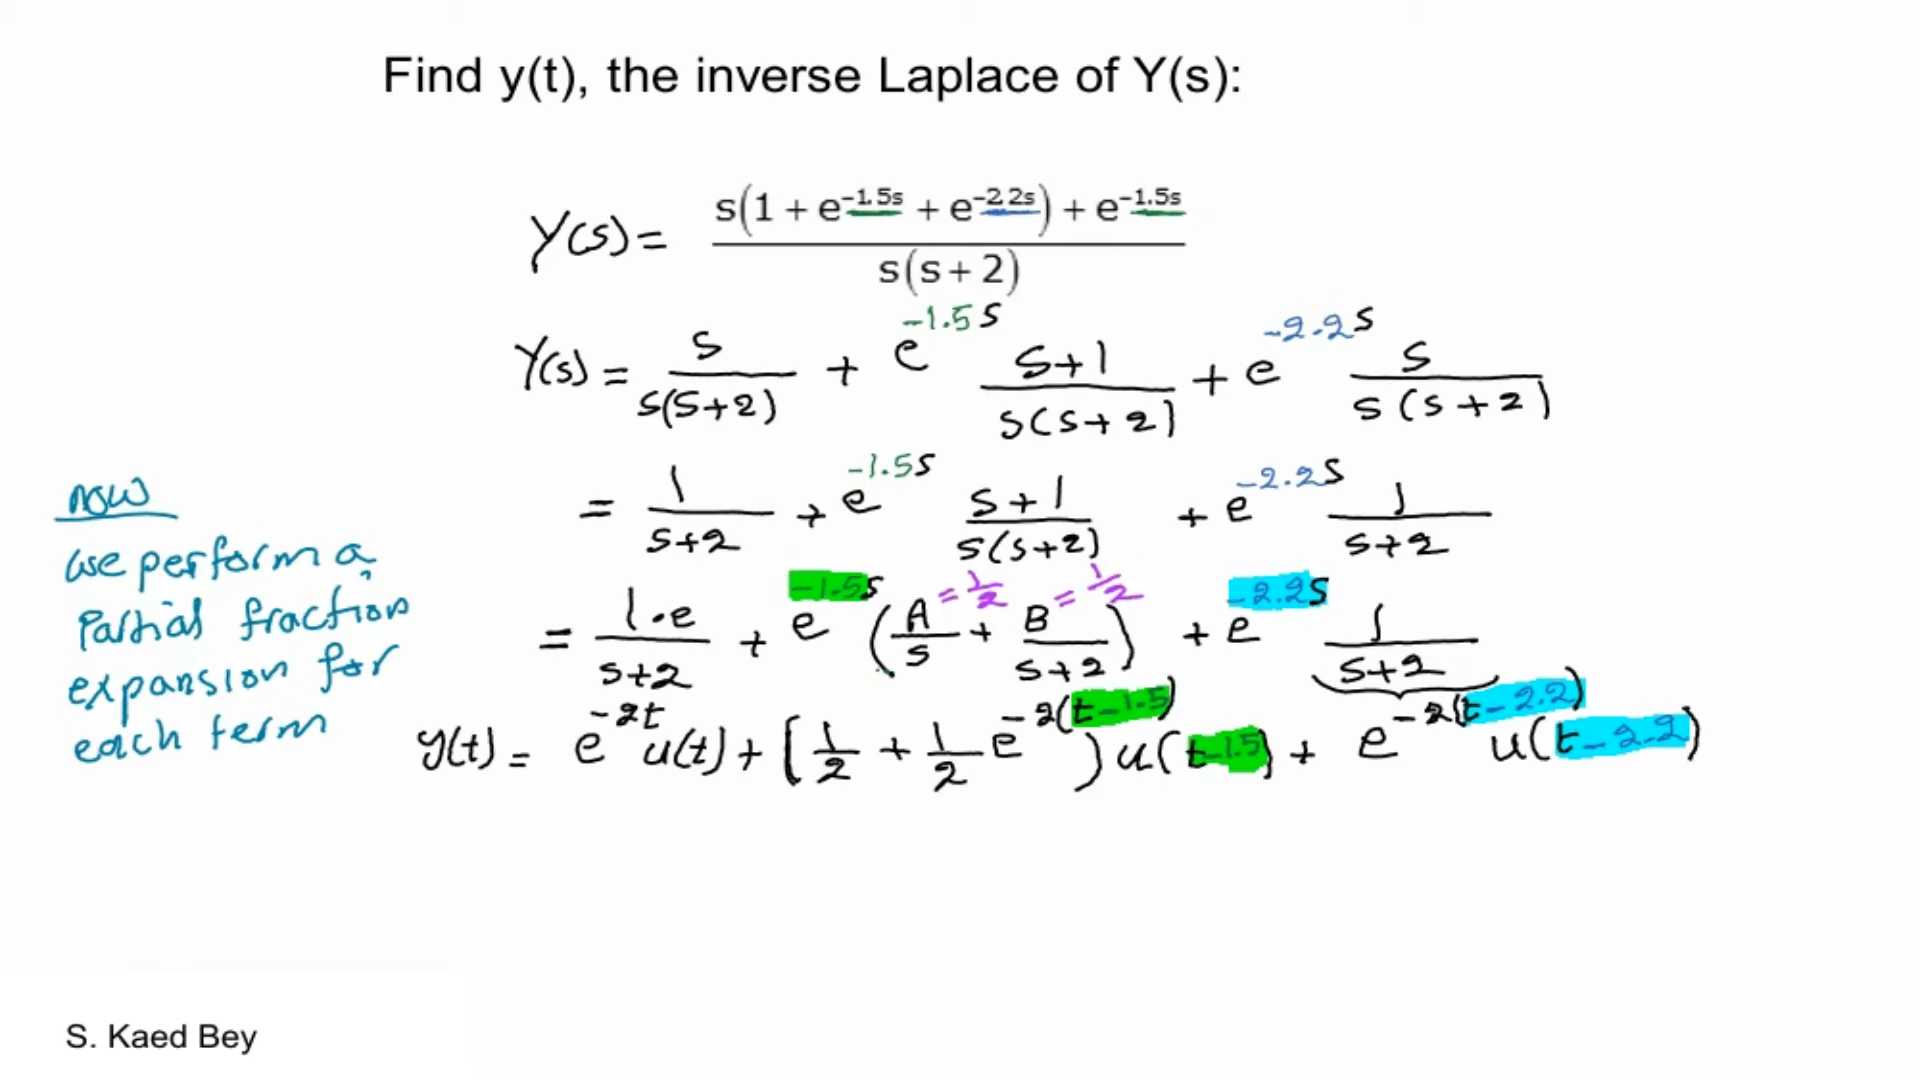 Find y(t), the inverse Laplace of Y(s):
Y(s) = s(1 + e^-1.5s + e^-2.2s) + e^-1.5s / s(s+2)
Y(s) = s / s(s+2) + e^-1.5s s+1 / s(s+2) + e^-2.2s s / s(s+2)
= 1 / s+2 + e^-1.5s s+1 / s(s+2) + e^-2.2s 1 / s+2
= 1·e / s+2 + e^-1.5s (A / s + B / s+2) + e^-2.2s 1 / s+2
= 1/2 = 1/2
y(t) = e^-2t u(t) + [1/2 + 1/2 e^-2(t-1.5)) u(t-1.5) + e^-2(t-2.2) u(t-2.2)
now
we perform a
Partial fraction
expansion for
each term
S. Kaed Bey